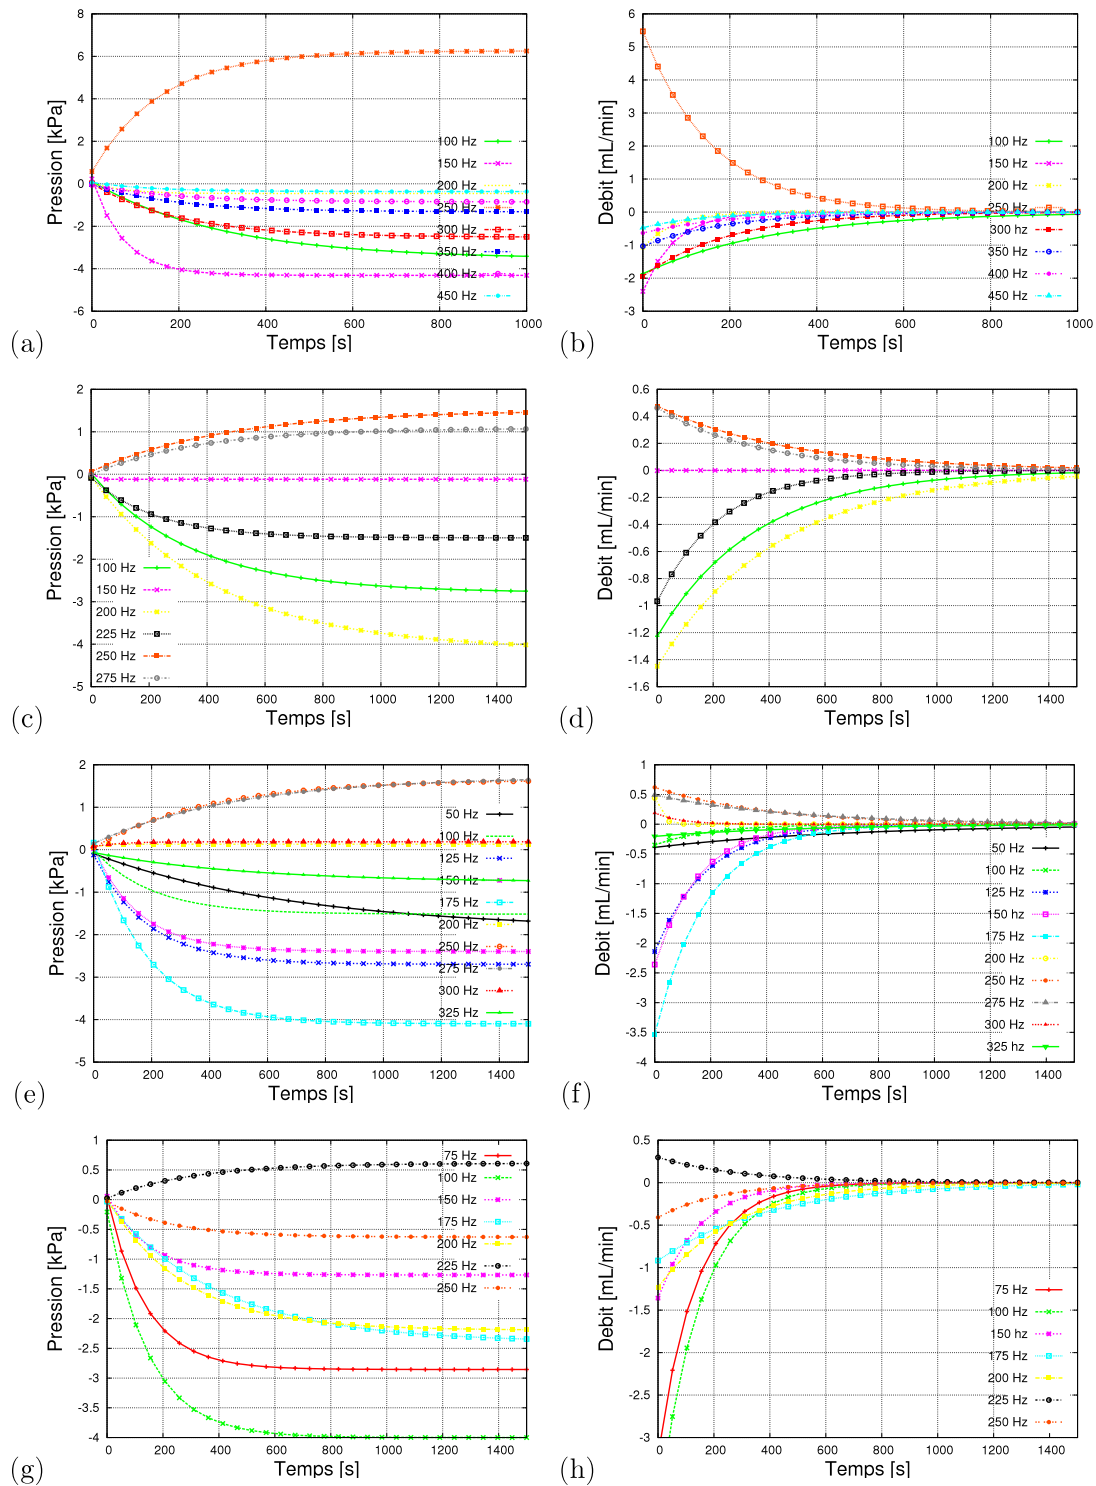 8
6
4
2
0
-2
-4
-6
Pression [kPa]
100 Hz
150 Hz
200 Hz
250 Hz
300 Hz
350 Hz
400 Hz
450 Hz
0 200 400 600 800 1000
Temps [s]
(a)
6
5
4
3
2
1
0
-1
-2
-3
Debit [mL/min]
100 Hz
150 Hz
200 Hz
250 Hz
300 hz
350 Hz
400 Hz
450 Hz
0 200 400 600 800 1000
Temps [s]
(b)
2
1
0
-1
-2
-3
-4
-5
Pression [kPa]
100 Hz
150 Hz
200 Hz
225 Hz
250 Hz
275 Hz
0 200 400 600 800 1000 1200 1400
Temps [s]
(c)
0.6
0.4
0.2
0
-0.2
-0.4
-0.6
-0.8
-1
-1.2
-1.4
-1.6
Debit [mL/min]
0 200 400 600 800 1000 1200 1400
Temps [s]
(d)
2
1
0
-1
-2
-3
-4
-5
Pression [kPa]
50 Hz
100 Hz
125 Hz
150 Hz
175 Hz
200 Hz
250 Hz
275 Hz
300 Hz
325 Hz
0 200 400 600 800 1000 1200 1400
Temps [s]
(e)
1
0.5
0
-0.5
-1
-1.5
-2
-2.5
-3
-3.5
-4
Debit [mL/min]
50 Hz
100 Hz
125 Hz
150 hz
175 Hz
200 Hz
250 Hz
275 Hz
300 Hz
325 hz
0 200 400 600 800 1000 1200 1400
Temps [s]
(f)
1
0.5
0
-0.5
-1
-1.5
-2
-2.5
-3
-3.5
-4
Pression [kPa]
75 Hz
100 Hz
150 Hz
175 Hz
200 Hz
225 Hz
250 Hz
0 200 400 600 800 1000 1200 1400
Temps [s]
(g)
0.5
0
-0.5
-1
-1.5
-2
-2.5
-3
Debit [mL/min]
75 Hz
100 Hz
150 hz
175 Hz
200 Hz
225 Hz
250 Hz
0 200 400 600 800 1000 1200 1400
Temps [s]
(h)